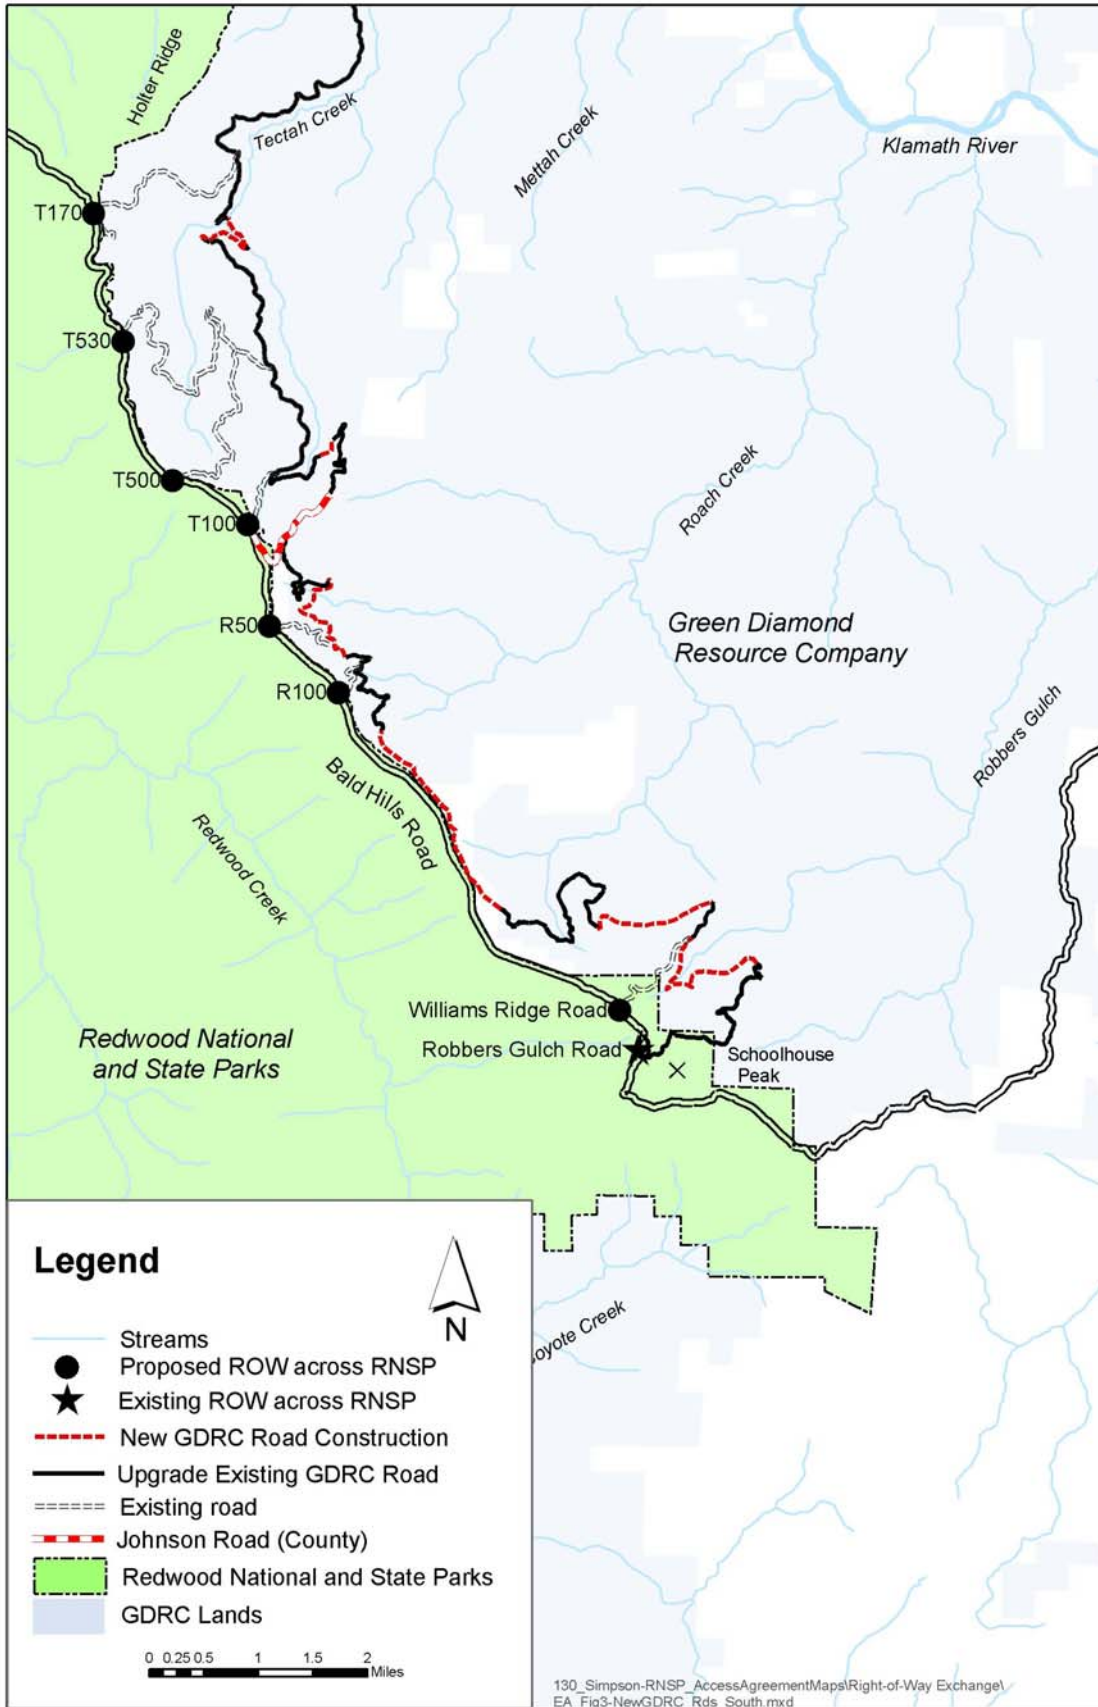 Holter Ridge
Tectah Creek
Mettah Creek
Klamath River
T170
T530
T500
T100
R50
R100
Roach Creek
Green Diamond
Resource Company
Robbers Gulch
Bald Hills Road
Redwood Creek
Redwood National
and State Parks
Williams Ridge Road
Robbers Gulch Road
Schoolhouse
Peak
Legend
N
Streams
Proposed ROW across RNSP
Existing ROW across RNSP
New GDRC Road Construction
Upgrade Existing GDRC Road
Existing road
Johnson Road (County)
Redwood National and State Parks
GDRC Lands
0 0.25 0.5 1 1.5 2
Miles
oyote Creek
130_Simpson-RNSP_AccessAgreementMaps\Right-of-Way Exchange\
EA_Fig3-NewGDRC_Rds_South.mxd